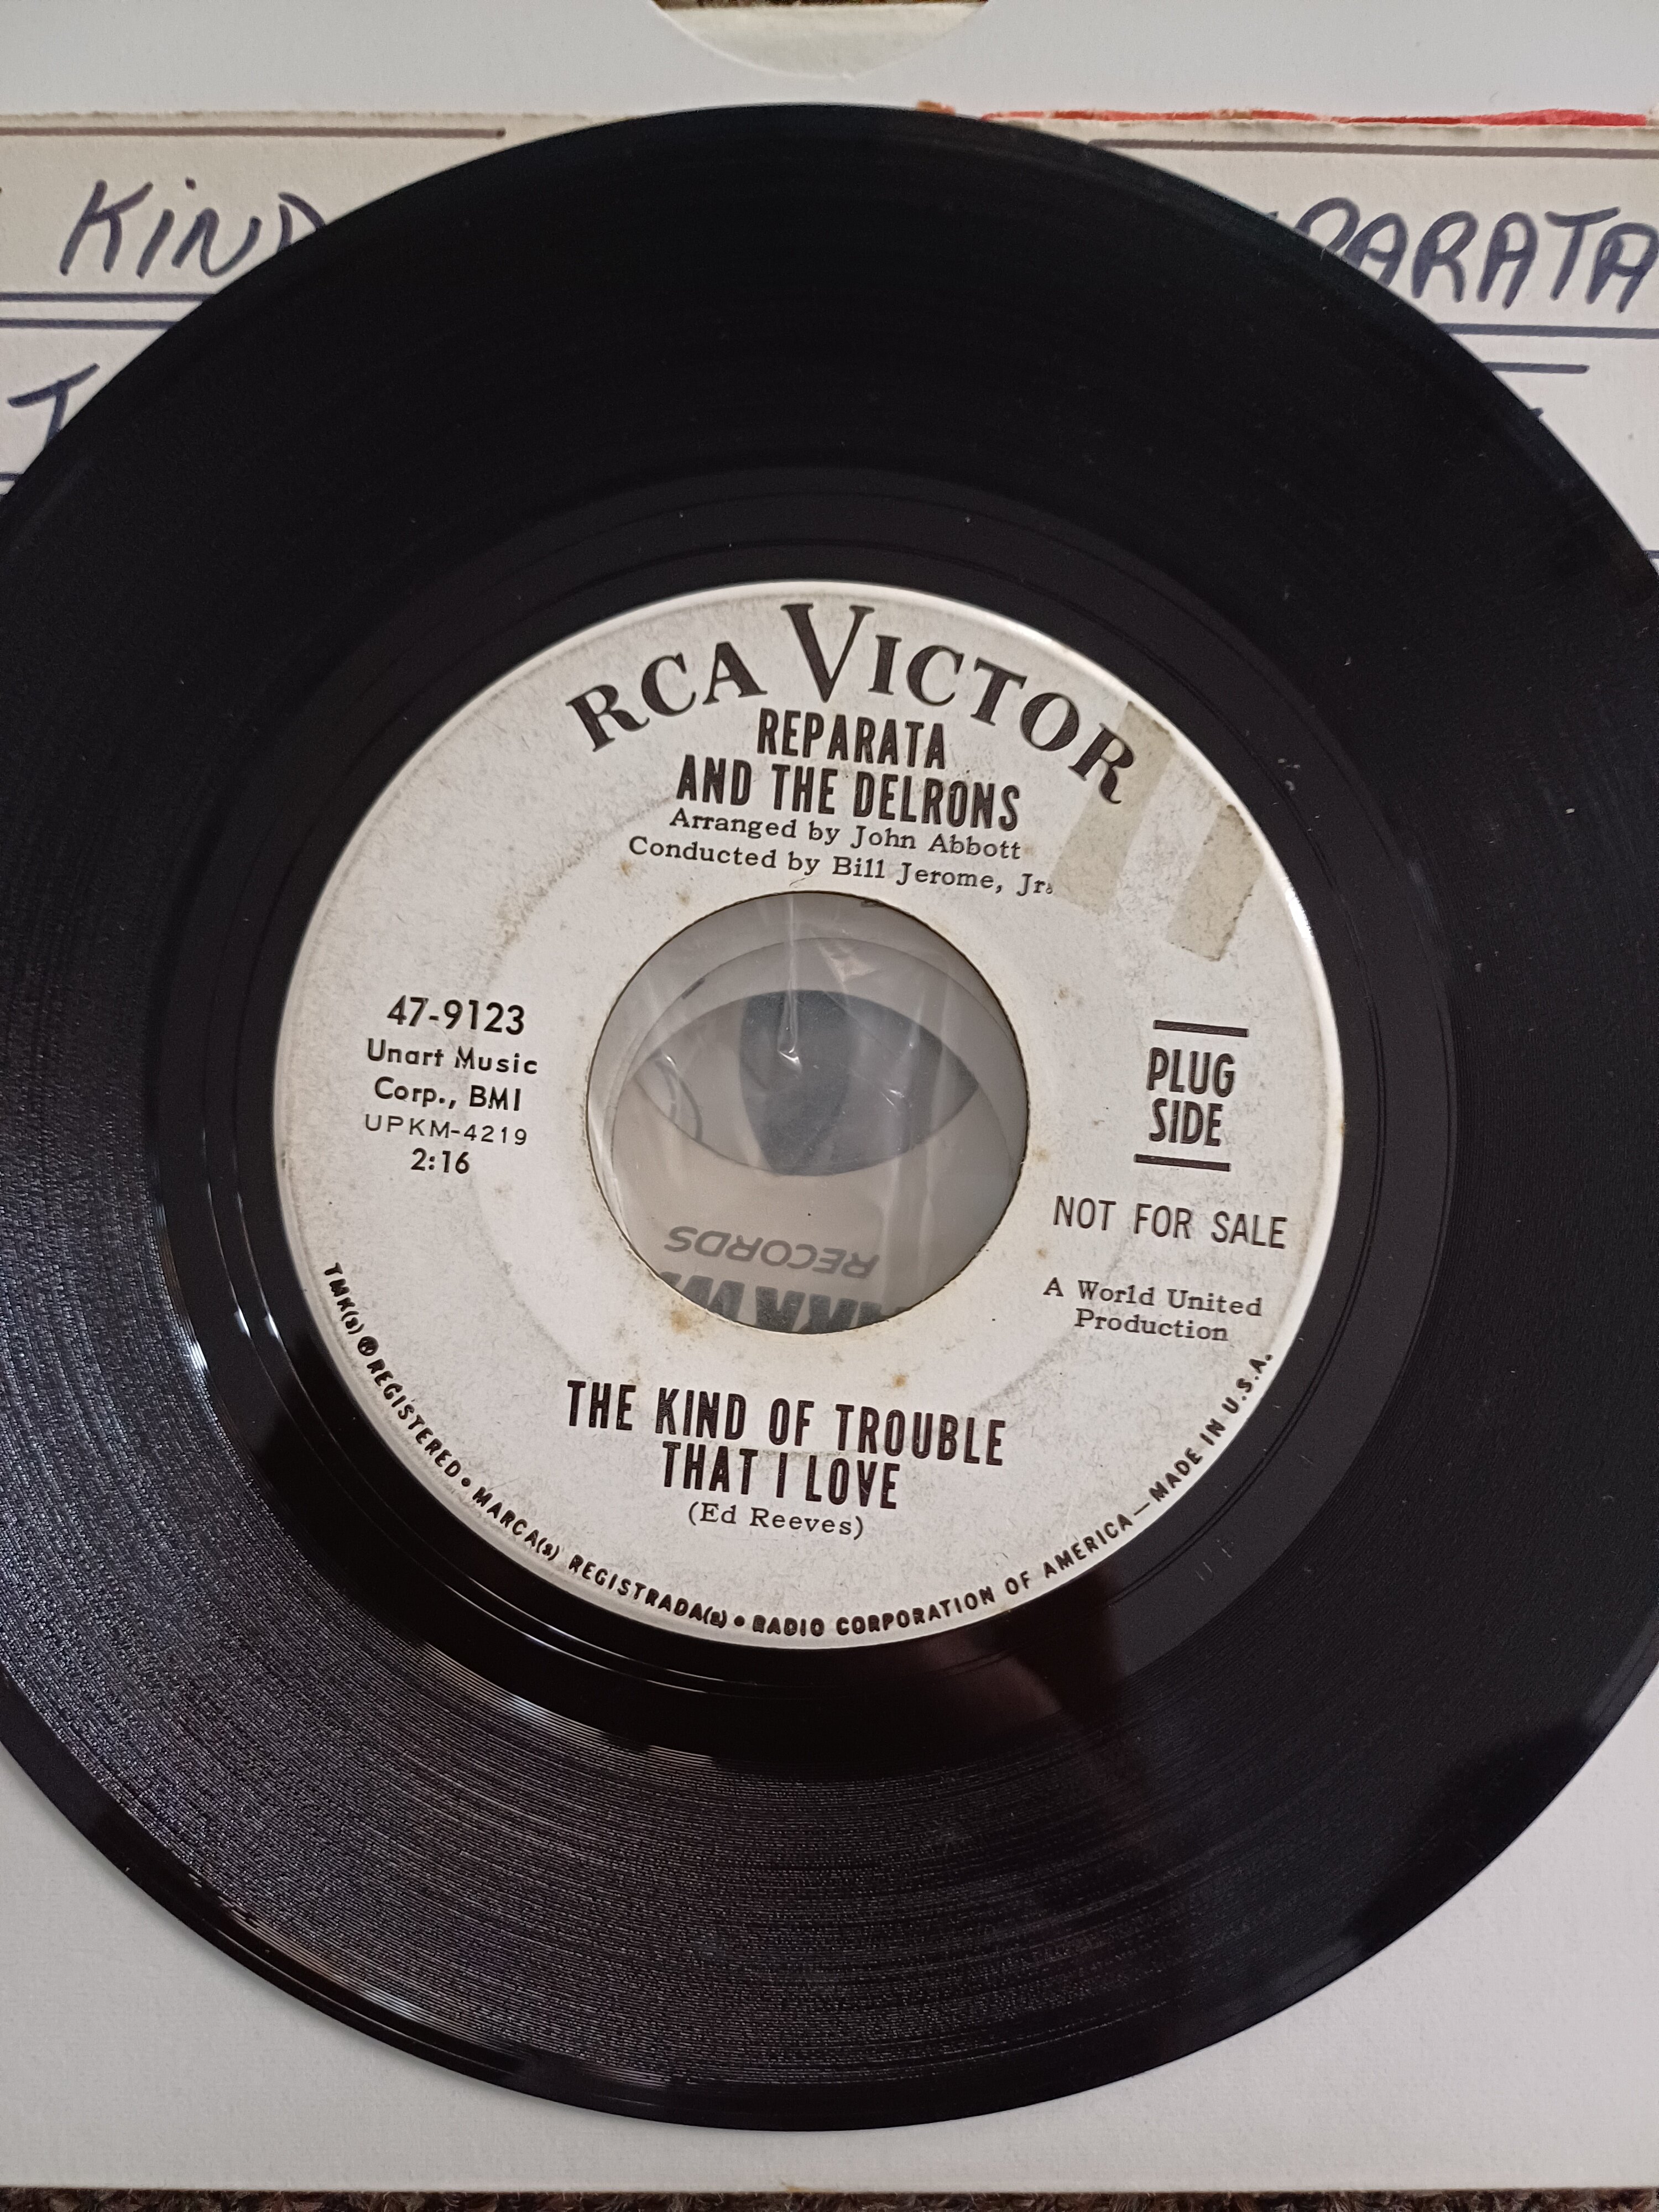 KIND
PARATA
RCA VICTOR
REPARATA
AND THE DELRONS
Arranged by John Abbott
Conducted by Bill Jerome, Jr.
47-9123
Unart Music
Corp., BMI
UPKM-4219
2:16
PLUG
SIDE
NOT FOR SALE
A World United
Production
RECORDS
THE KIND OF TROUBLE
THAT I LOVE
(Ed Reeves)
TMK(s) ® REGISTERED • MARCA(s) REGISTRADA(s) • RADIO CORPORATION OF AMERICA—MADE IN U.S.A.